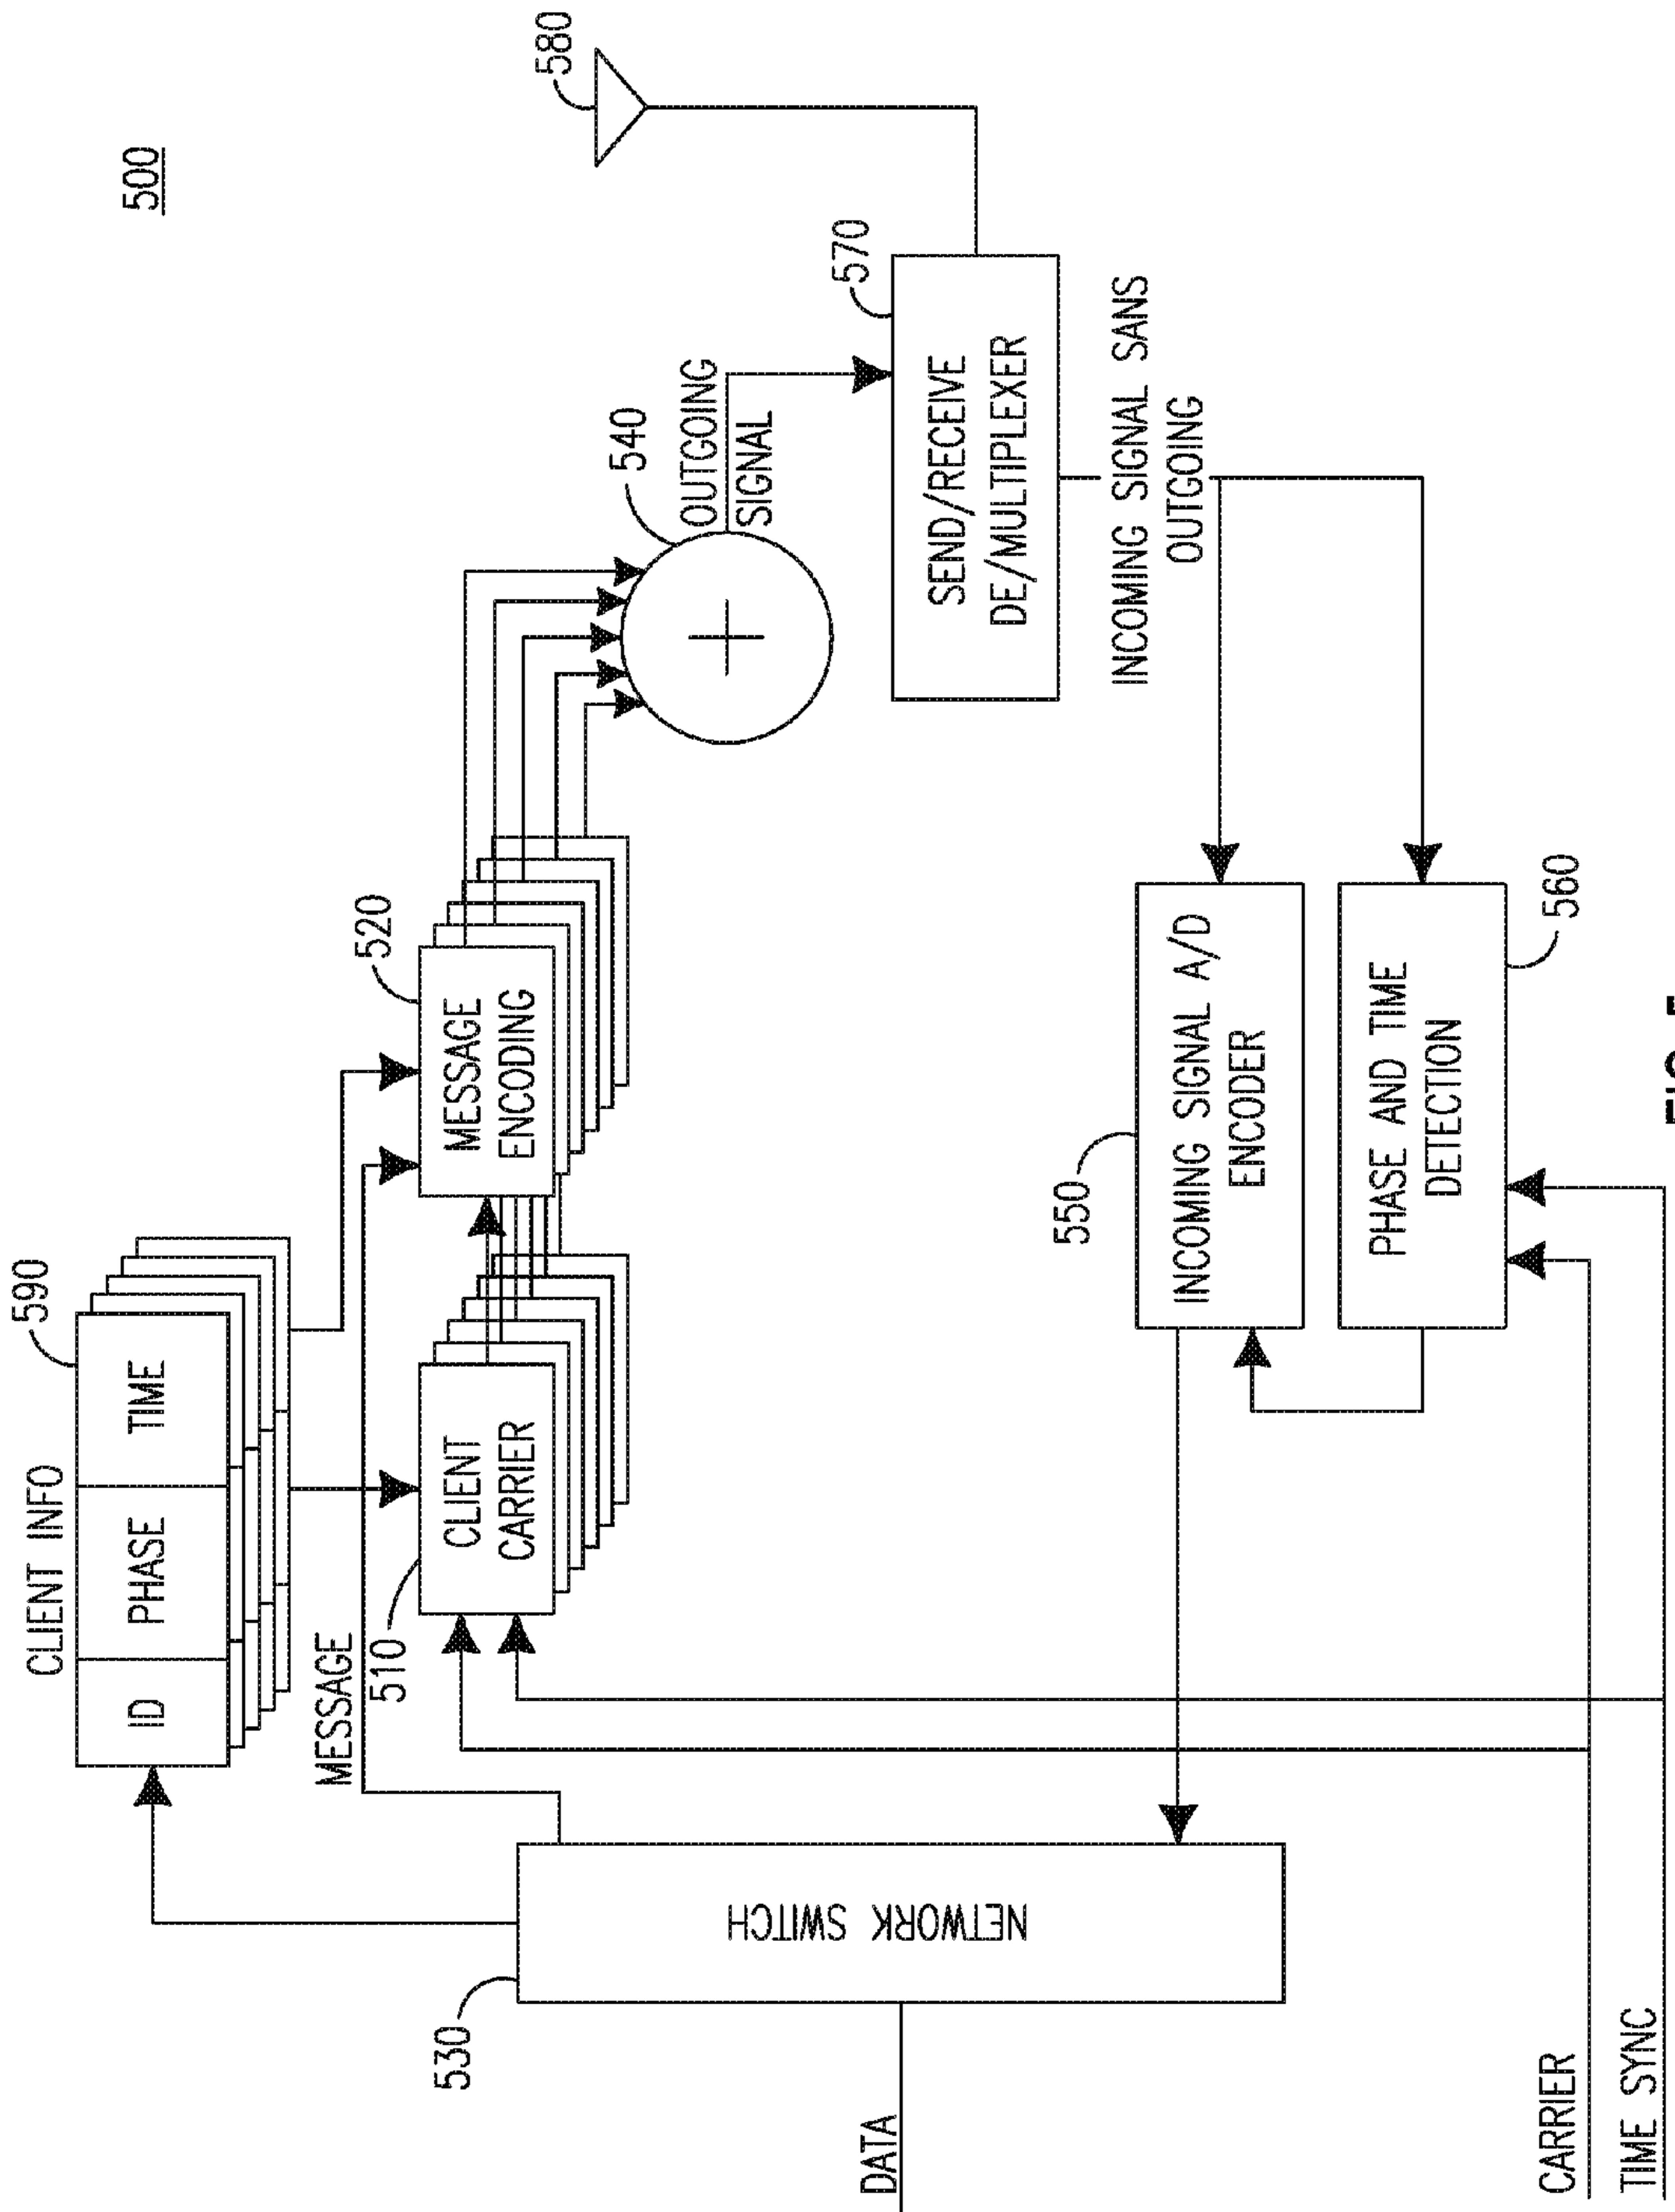 500
CLIENT INFO
590
ID
PHASE
TIME
MESSAGE
510
CLIENT
CARRIER
520
MESSAGE
ENCODING
540
OUTGOING
SIGNAL
580
570
SEND/RECEIVE
DE/MULTIPLEXER
INCOMING SIGNAL SANS
OUTGOING
530
NETWORK SWITCH
DATA
550
INCOMING SIGNAL A/D
ENCODER
560
PHASE AND TIME
DETECTION
CARRIER
TIME SYNC